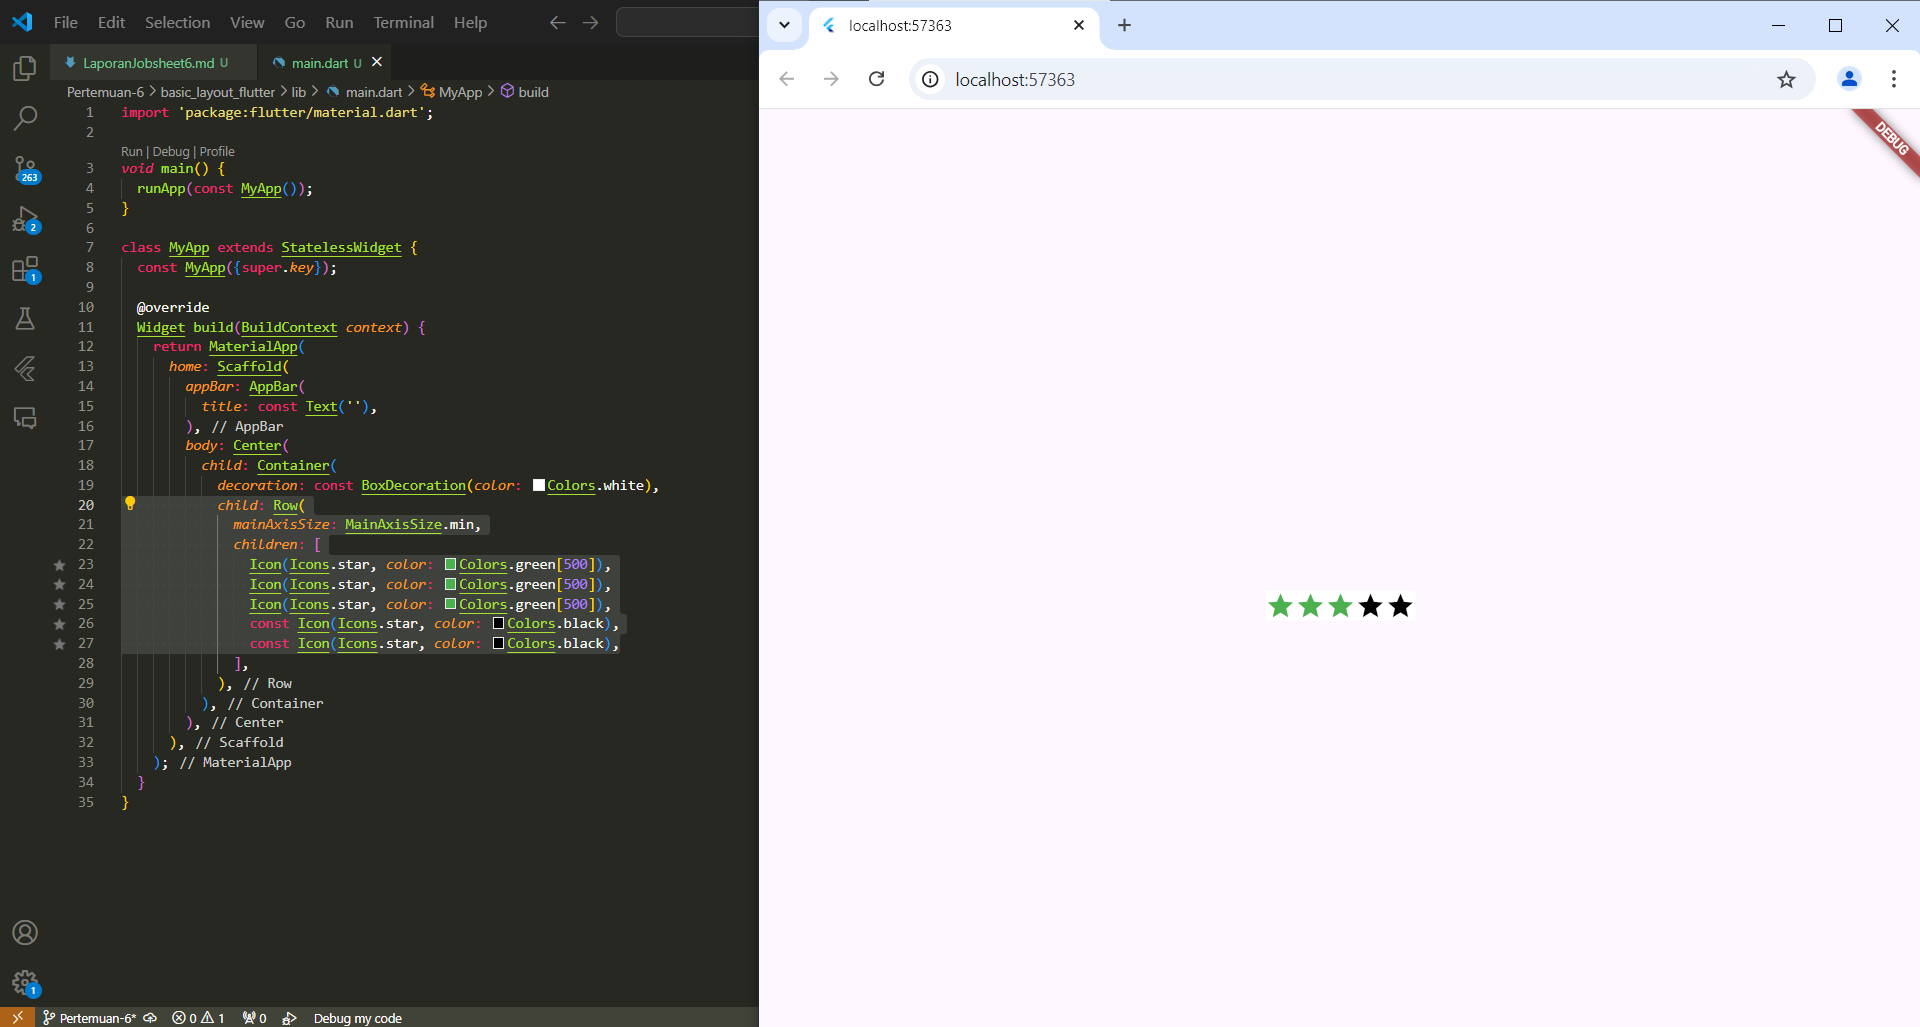 File Edit Selection View Go Run Terminal Help
LaporanJobsheet6.md U
main.dart U
Pertemuan-6 > basic_layout_flutter > lib > main.dart > MyApp > build
1 import 'package:flutter/material.dart';
2
Run | Debug | Profile
3 void main() {
4 runApp(const MyApp());
5 }
6
7 class MyApp extends StatelessWidget {
8 const MyApp({super.key});
9
10 @override
11 Widget build(BuildContext context) {
12 return MaterialApp(
13 home: Scaffold(
14 appBar: AppBar(
15 title: const Text(''),
16 ), // AppBar
17 body: Center(
18 child: Container(
19 decoration: const BoxDecoration(color: Colors.white),
20 child: Row(
21 mainAxisSize: MainAxisSize.min,
22 children: [
23 Icon(Icons.star, color: Colors.green[500]),
24 Icon(Icons.star, color: Colors.green[500]),
25 Icon(Icons.star, color: Colors.green[500]),
26 const Icon(Icons.star, color: Colors.black),
27 const Icon(Icons.star, color: Colors.black),
28 ],
29 ), // Row
30 ), // Container
31 ), // Center
32 ), // Scaffold
33 ); // MaterialApp
34 }
35 }
263
2
1
1
Pertemuan-6* 0 1 0 Debug my code
localhost:57363
localhost:57363
DEBUG